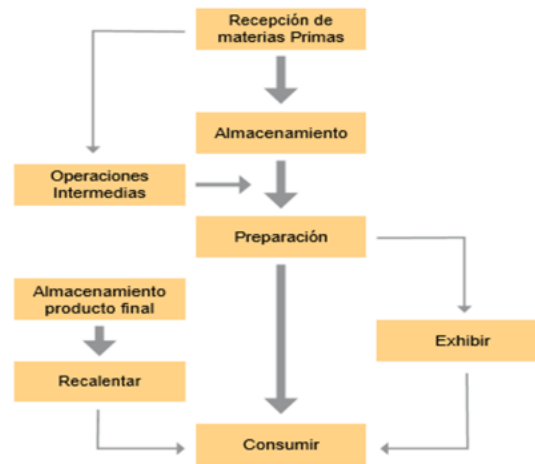 Recepción de
materias Primas
Almacenamiento
Operaciones
Intermedias
Preparación
Almacenamiento
producto final
Exhibir
Recalentar
Consumir